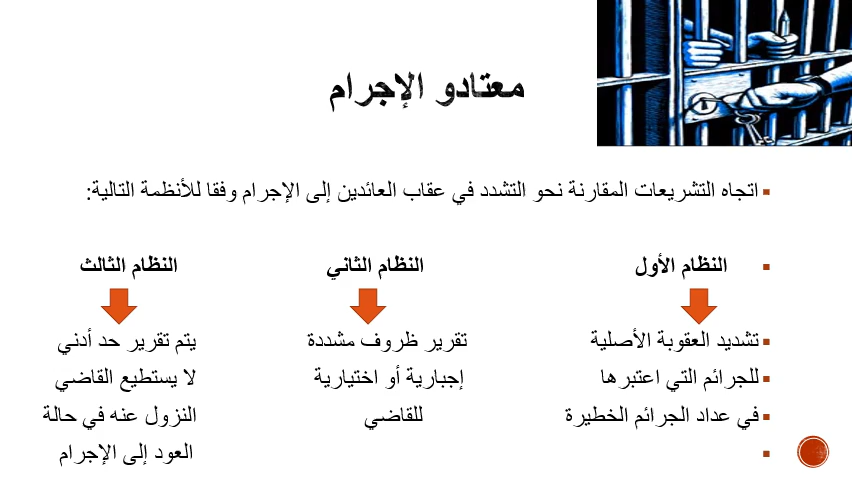 معتادو الإجرام
اتجاه التشريعات المقارنة نحو التشدد في عقاب العائدين إلى الإجرام وفقا للأنظمة التالية:
النظام الأول النظام الثاني النظام الثالث
تشديد العقوبة الأصلية تقرير ظروف مشددة يتم تقرير حد أدني
للجرائم التي اعتبرها إجبارية أو اختيارية لا يستطيع القاضي
في عداد الجرائم الخطيرة للقاضي النزول عنه في حالة
العود إلى الإجرام